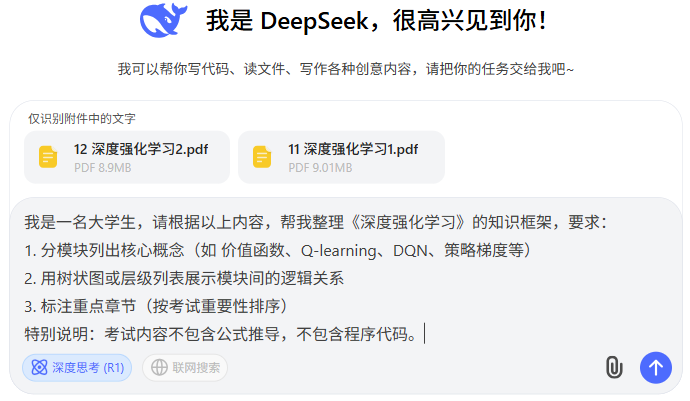 我是 DeepSeek，很高兴见到你！
我可以帮你写代码、读文件、写作各种创意内容，请把你的任务交给我吧~
仅识别附件中的文字
12 深度强化学习2.pdf
PDF 8.9MB
11 深度强化学习1.pdf
PDF 9.01MB
我是一名大学生，请根据以上内容，帮我整理《深度强化学习》的知识框架，要求：
1. 分模块列出核心概念（如 价值函数、Q-learning、DQN、策略梯度等）
2. 用树状图或层级列表展示模块间的逻辑关系
3. 标注重点章节（按考试重要性排序）
特别说明：考试内容不包含公式推导，不包含程序代码。
深度思考 (R1)
联网搜索